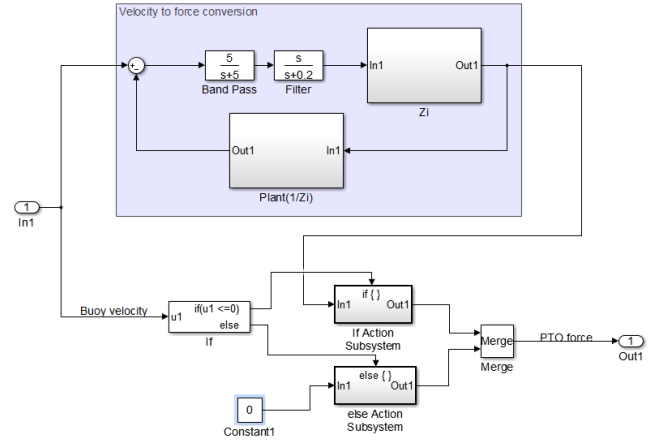 Velocity to force conversion
5
s+5
Band Pass
s
s+0.2
Filter
In1
Out1
Zi
+
−
Out1
In1
Plant(1/Zi)
1
In1
Buoy velocity
u1
if(u1 <=0)
else
If
if { }
In1
Out1
If Action
Subsystem
else { }
In1
Out1
else Action
Subsystem
0
Constant1
Merge
Merge
PTO force
1
Out1